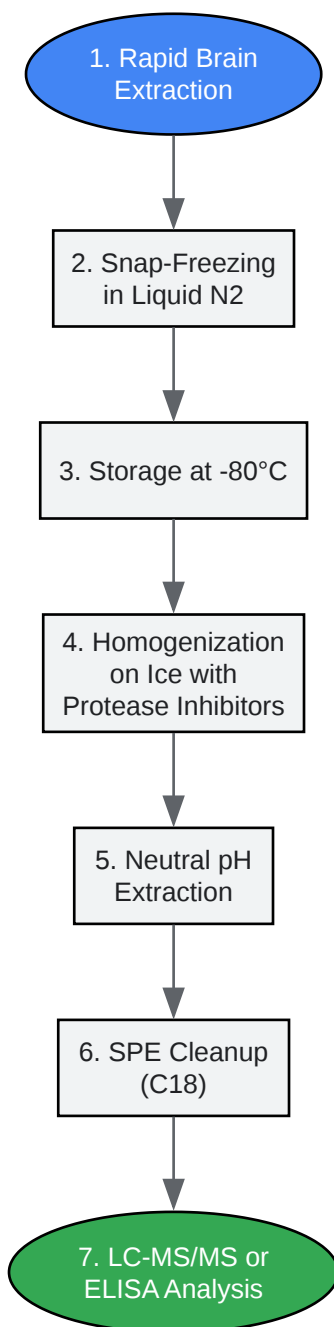 1. Rapid Brain
Extraction
2. Snap-Freezing
in Liquid N2
3. Storage at -80°C
4. Homogenization
on Ice with
Protease Inhibitors
5. Neutral pH
Extraction
6. SPE Cleanup
(C18)
7. LC-MS/MS or
ELISA Analysis